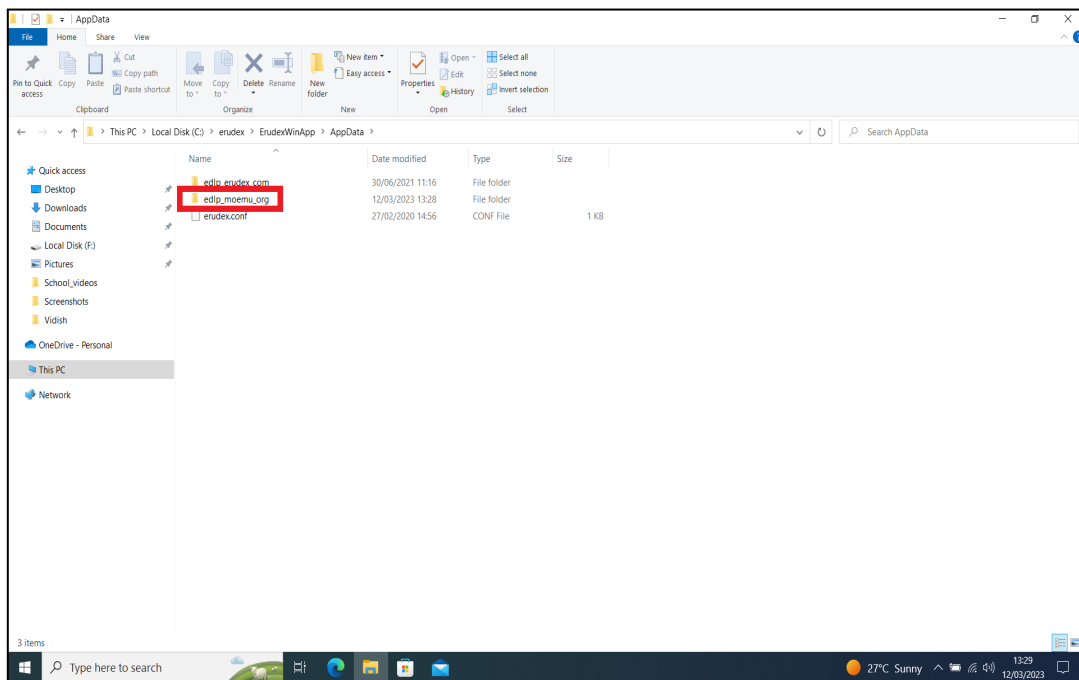 AppData
File Home Share View
Pin to Quick access
Copy
Paste
Cut
Copy path
Paste shortcut
Clipboard
Move to
Copy to
Delete
Rename
Organize
New folder
New item
Easy access
New
Properties
Open
Edit
History
Open
Select all
Select none
Invert selection
Select
This PC > Local Disk (C:) > erudex > ErudexWinApp > AppData >
Search AppData
Quick access
Desktop
Downloads
Documents
Local Disk (F:)
Pictures
School_videos
Screenshots
Vidish
OneDrive - Personal
This PC
Network
Name Date modified Type Size
edlp_erudex_com 30/06/2021 11:16 File folder
edlp_moemu_org 12/03/2023 13:28 File folder
erudex.conf 27/02/2020 14:56 CONF File 1 KB
3 items
Type here to search
27°C Sunny
13:29
12/03/2023